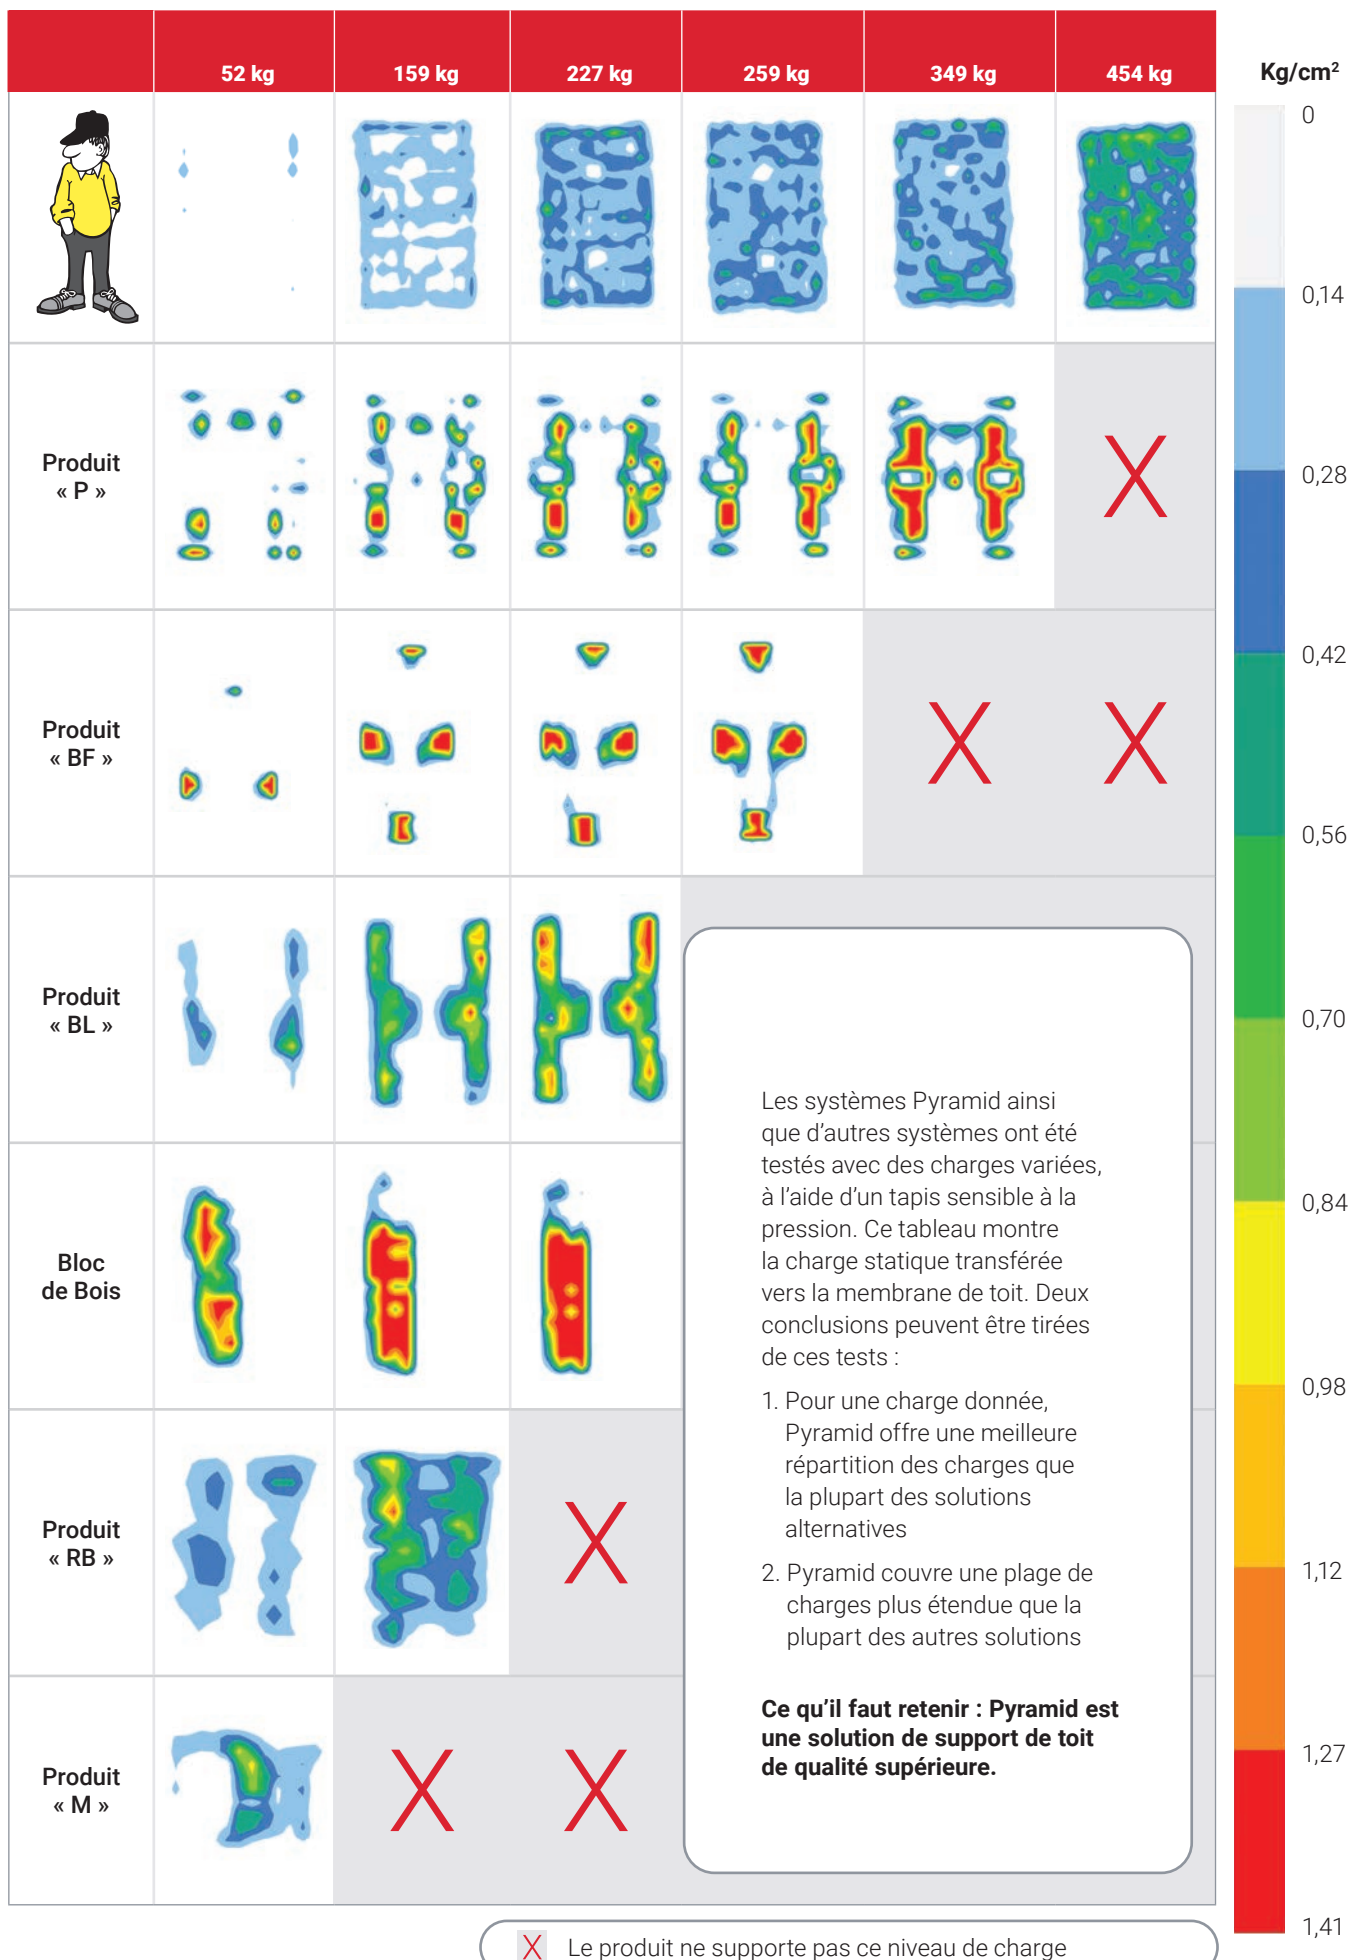 52 kg 159 kg 227 kg 259 kg 349 kg 454 kg
Kg/cm²
0
0,14
0,28
0,42
0,56
0,70
0,84
0,98
1,12
1,27
1,41
Produit
« P »
X
Produit
« BF »
X X
Produit
« BL »
Bloc
de Bois
Produit
« RB »
X
Produit
« M »
X X
Les systèmes Pyramid ainsi
que d'autres systèmes ont été
testés avec des charges variées,
à l'aide d'un tapis sensible à la
pression. Ce tableau montre
la charge statique transférée
vers la membrane de toit. Deux
conclusions peuvent être tirées
de ces tests :
1. Pour une charge donnée,
Pyramid offre une meilleure
répartition des charges que
la plupart des solutions
alternatives
2. Pyramid couvre une plage de
charges plus étendue que la
plupart des autres solutions
Ce qu'il faut retenir : Pyramid est
une solution de support de toit
de qualité supérieure.
X Le produit ne supporte pas ce niveau de charge